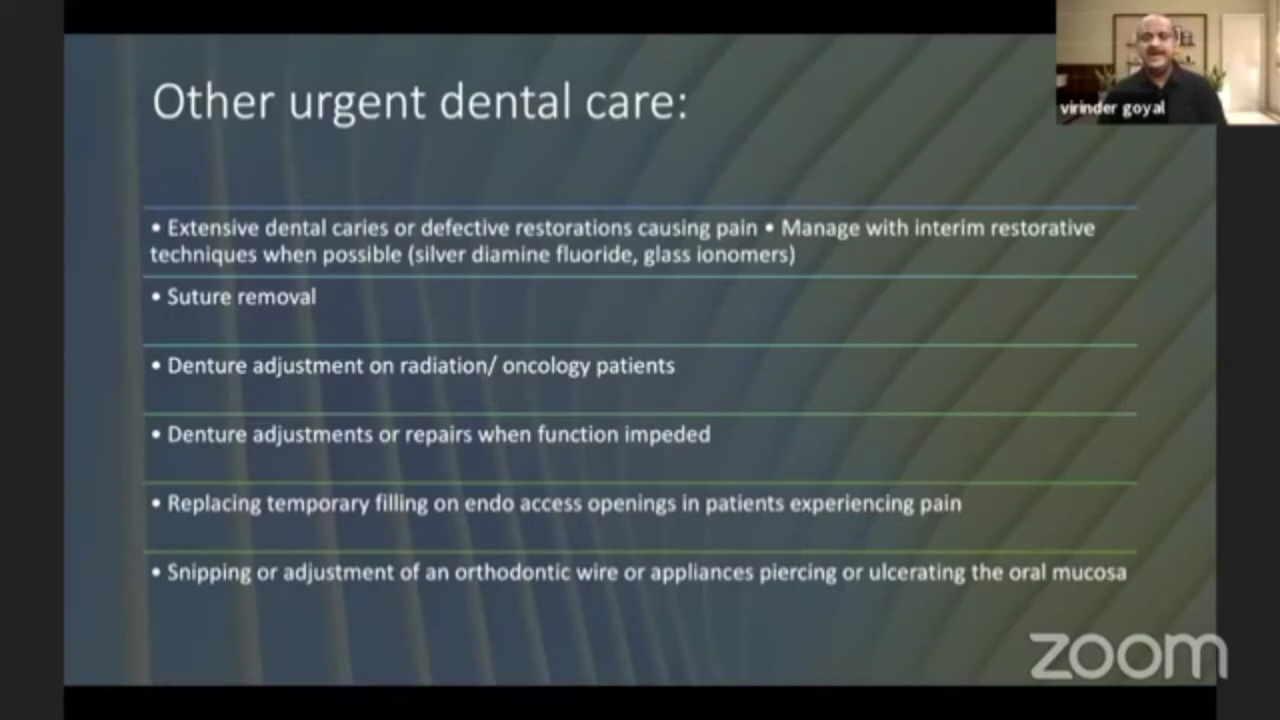 Other urgent dental care:
virinder goyal
• Extensive dental caries or defective restorations causing pain • Manage with interim restorative
techniques when possible (silver diamine fluoride, glass ionomers)
• Suture removal
• Denture adjustment on radiation/ oncology patients
• Denture adjustments or repairs when function impeded
• Replacing temporary filling on endo access openings in patients experiencing pain
• Snipping or adjustment of an orthodontic wire or appliances piercing or ulcerating the oral mucosa
zoom